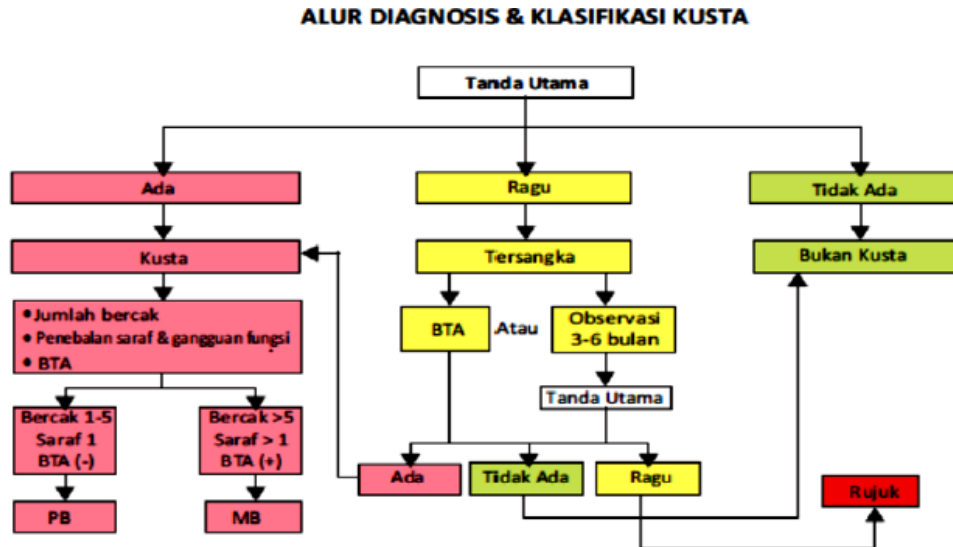 ALUR DIAGNOSIS & KLASIFIKASI KUSTA
Tanda Utama
Ada
Ragu
Tidak Ada
Kusta
Tersangka
Bukan Kusta
• Jumlah bercak
• Penebalan saraf & gangguan fungsi
• BTA
BTA
Atau
Observasi
3-6 bulan
Tanda Utama
Bercak 1-5
Saraf 1
BTA (-)
Bercak >5
Saraf > 1
BTA (+)
Ada
Tiidak Ada
Ragu
Rujuk
PB
MB